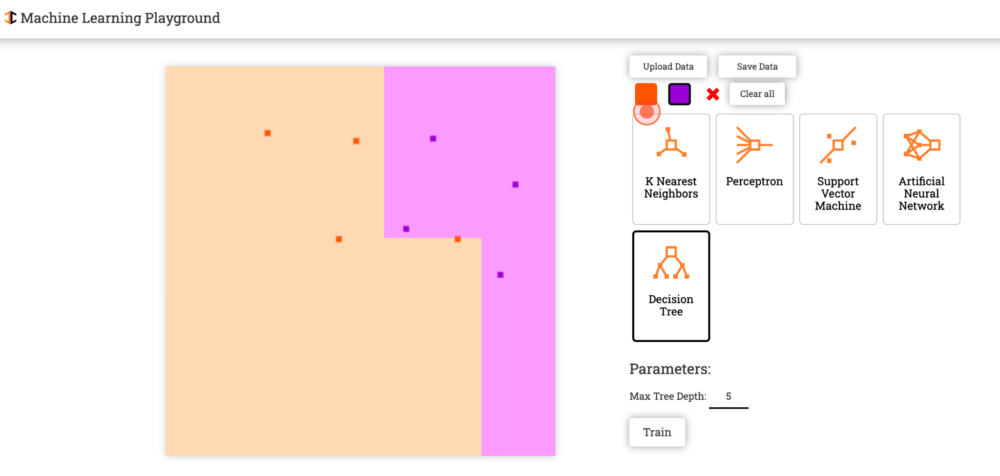 Machine Learning Playground
Upload Data
Save Data
Clear all
K Nearest
Neighbors
Perceptron
Support
Vector
Machine
Artificial
Neural
Network
Decision
Tree
Parameters:
Max Tree Depth: 5
Train